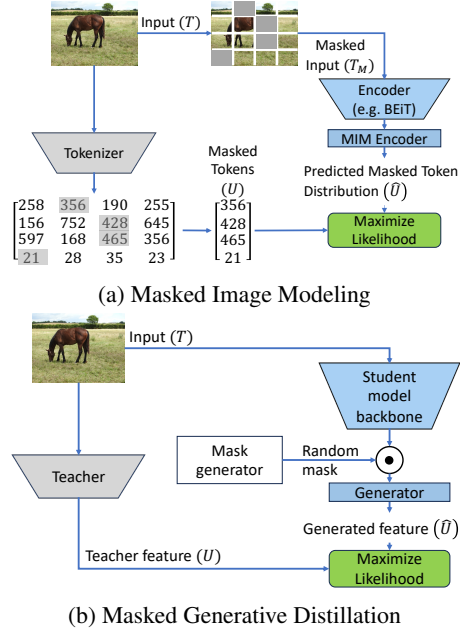 Input (T)
Masked
Input (T_M)
Encoder
(e.g. BEiT)
MIM Encoder
Tokenizer
Masked
Tokens
(U)
Predicted Masked Token
Distribution (Û)
258 356 190 255
156 752 428 645
597 168 465 356
21 28 35 23
356
428
465
21
Maximize
Likelihood
(a) Masked Image Modeling
Input (T)
Student
model
backbone
Mask
generator
Random
mask
Teacher
Generator
Generated feature (Û)
Teacher feature (U)
Maximize
Likelihood
(b) Masked Generative Distillation